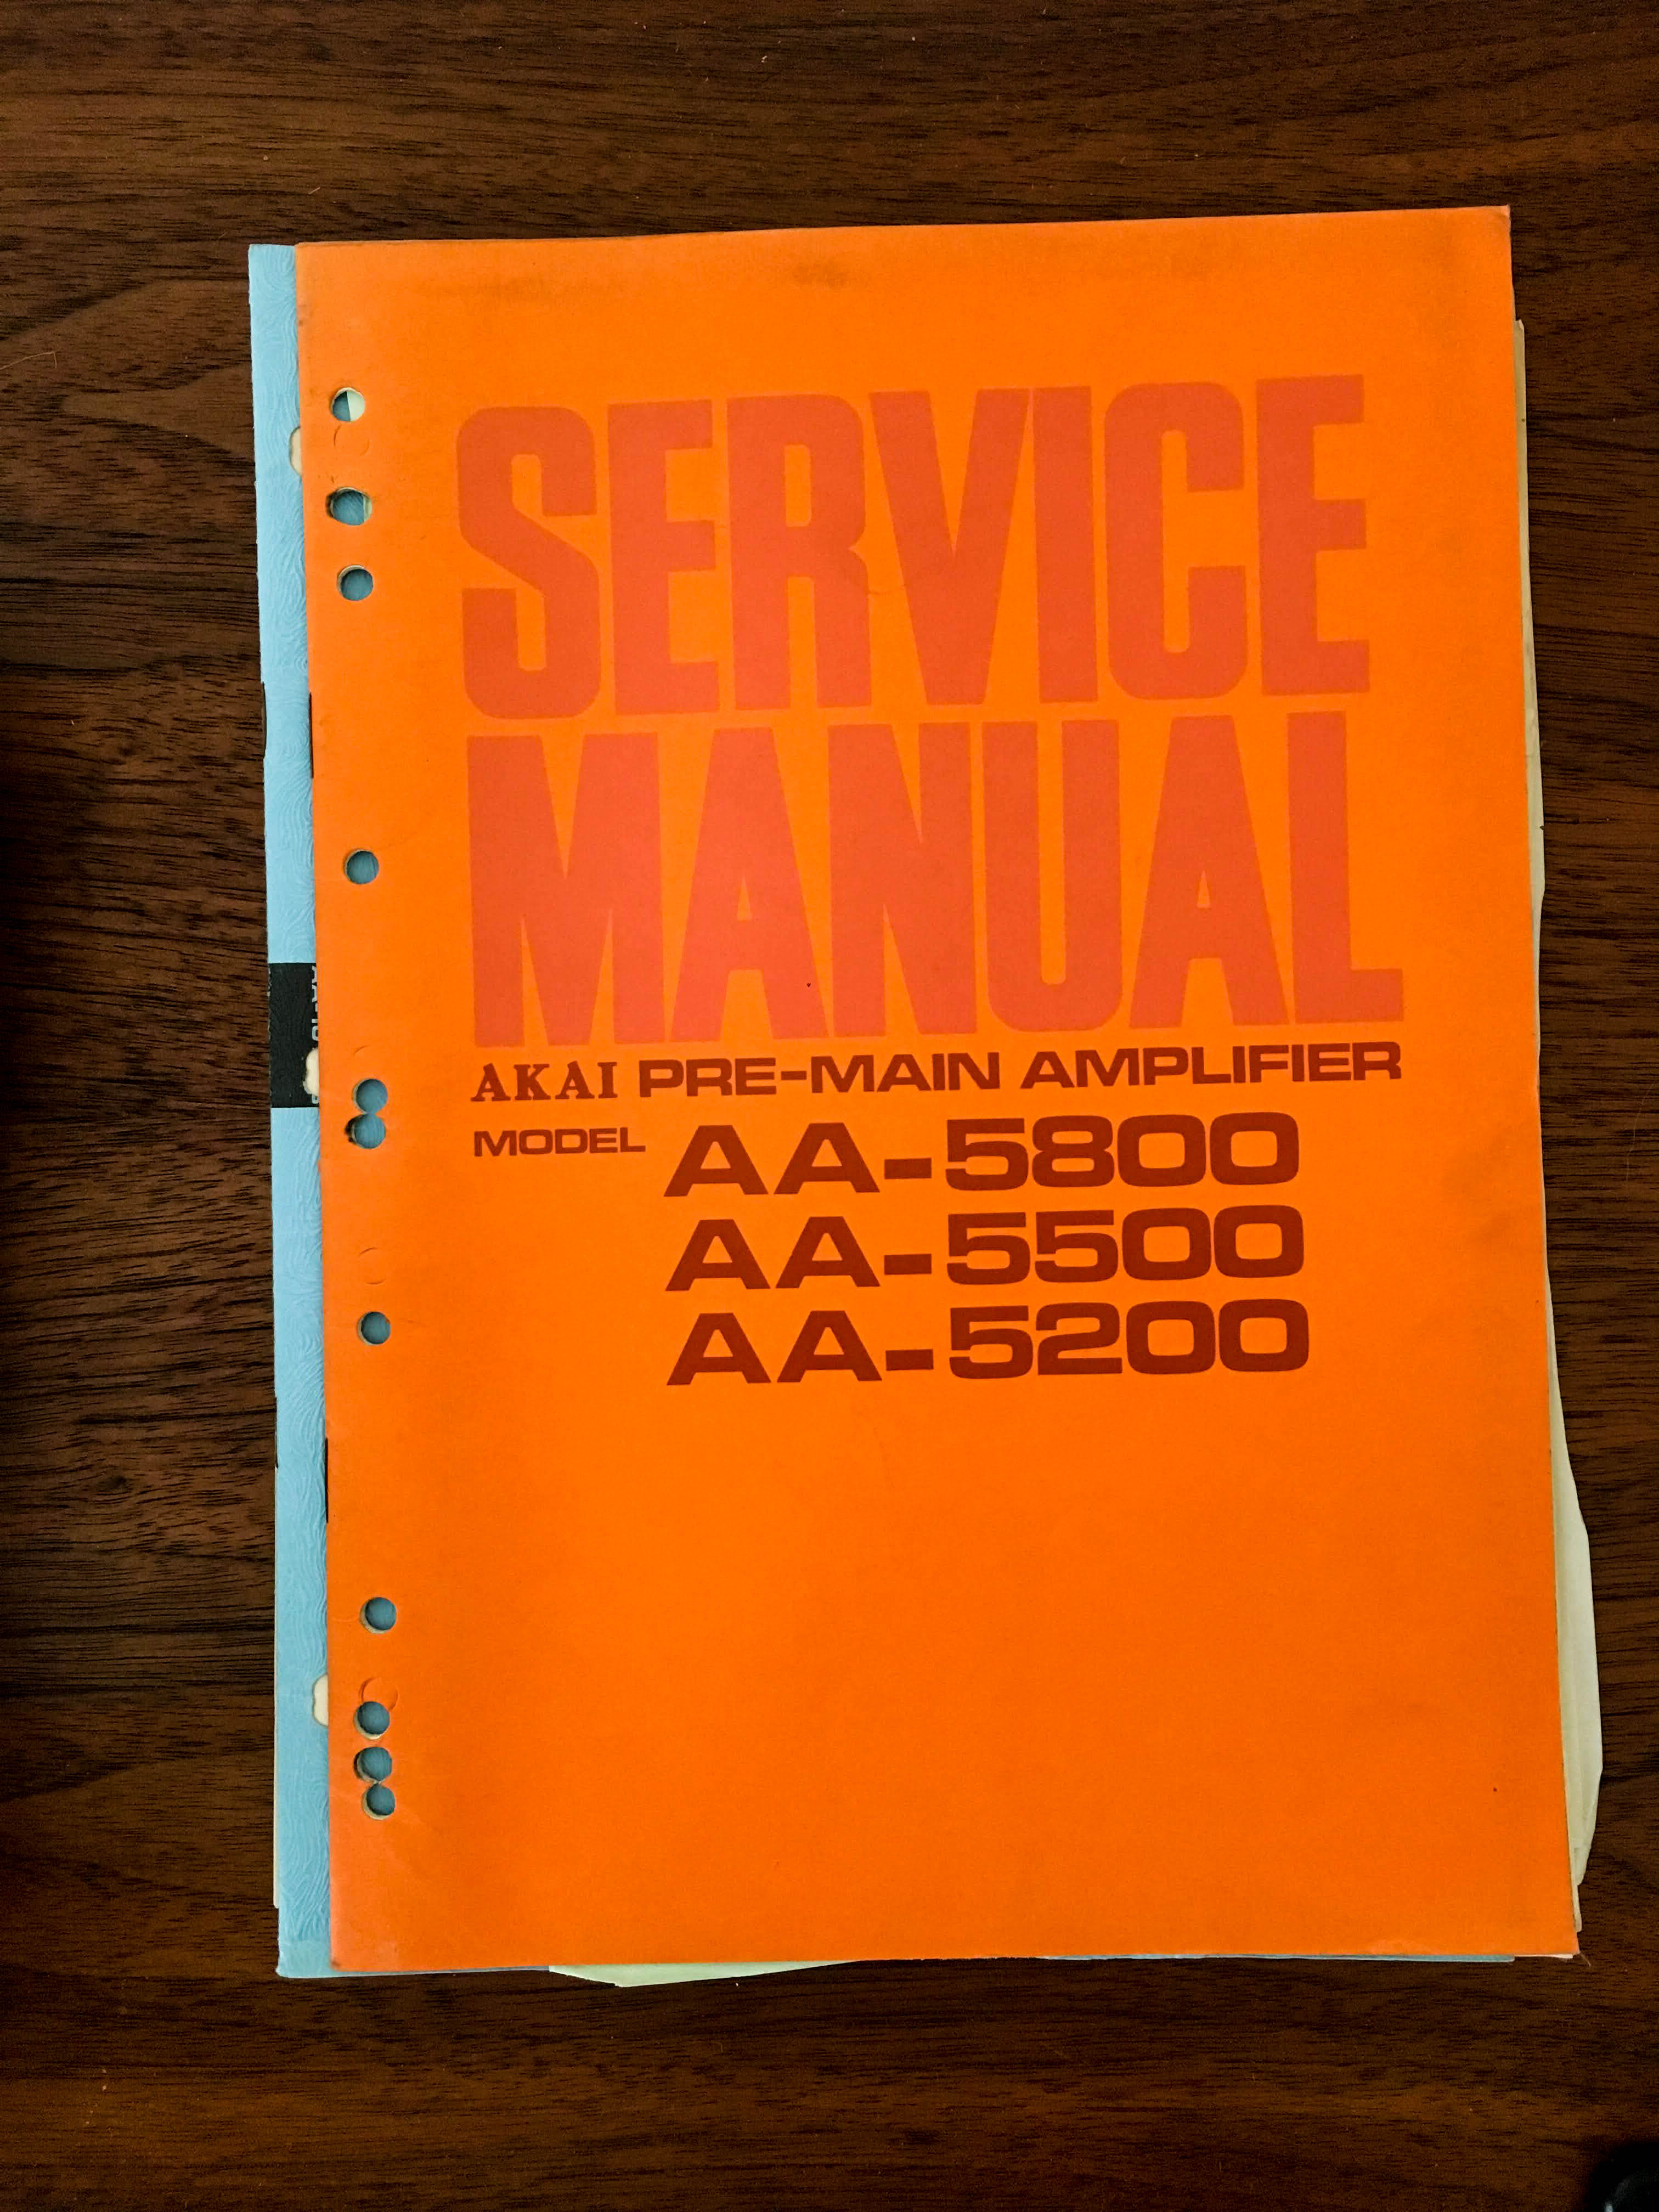 SERVICE
MANUAL
AKAI PRE-MAIN AMPLIFIER
MODEL AA-5800
AA-5500
AA-5200